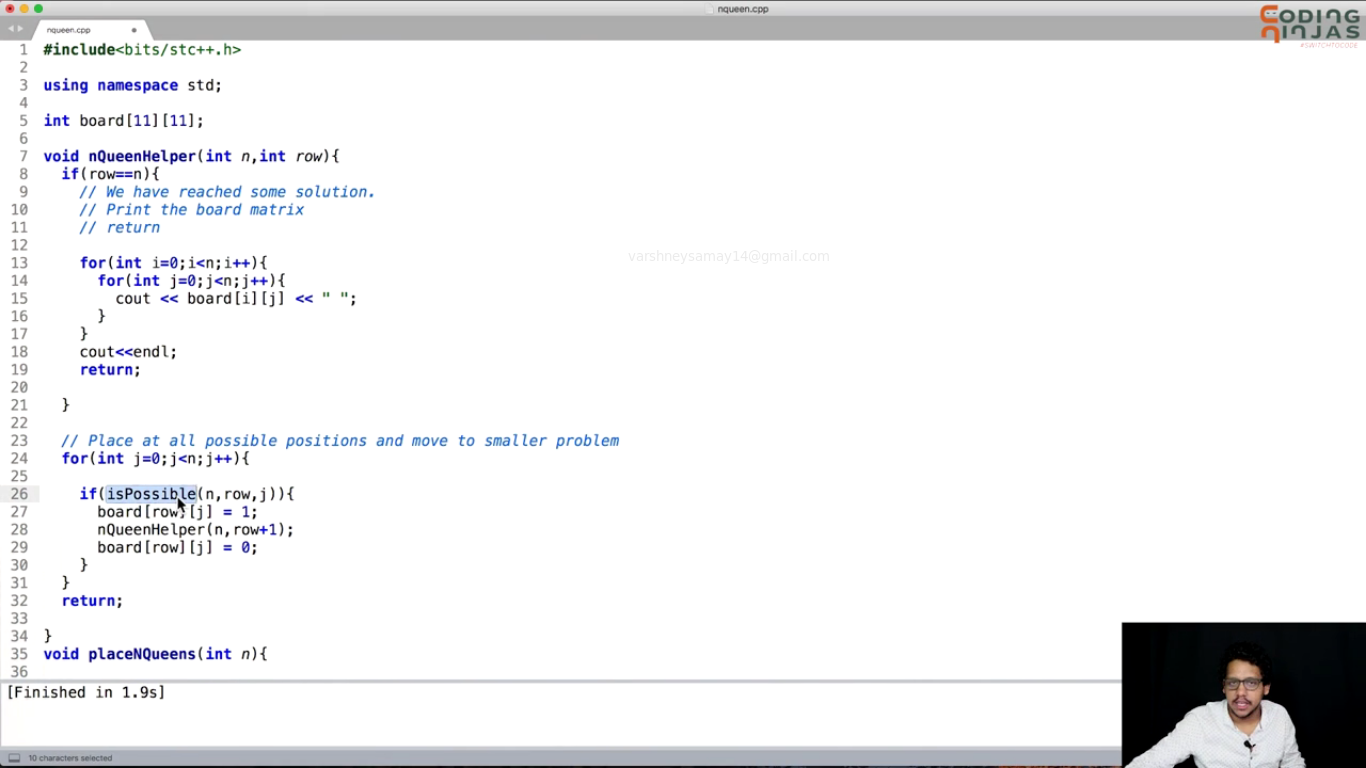 nqueen.cpp
CODING
NINJAS
#SWITCHTOCODE
nqueen.cpp
1 #include<bits/stc++.h>
2
3 using namespace std;
4
5 int board[11][11];
6
7 void nQueenHelper(int n,int row){
8 if(row==n){
9 // We have reached some solution.
10 // Print the board matrix
11 // return
12
13 for(int i=0;i<n;i++){
14 for(int j=0;j<n;j++){
15 cout << board[i][j] << " ";
16 }
17 }
18 cout<<endl;
19 return;
20
21 }
22
23 // Place at all possible positions and move to smaller problem
24 for(int j=0;j<n;j++){
25
26 if(isPossible(n,row,j)){
27 board[row][j] = 1;
28 nQueenHelper(n,row+1);
29 board[row][j] = 0;
30 }
31 }
32 return;
33
34 }
35 void placeNQueens(int n){
36
varshneysamay14@gmail.com
[Finished in 1.9s]
10 characters selected